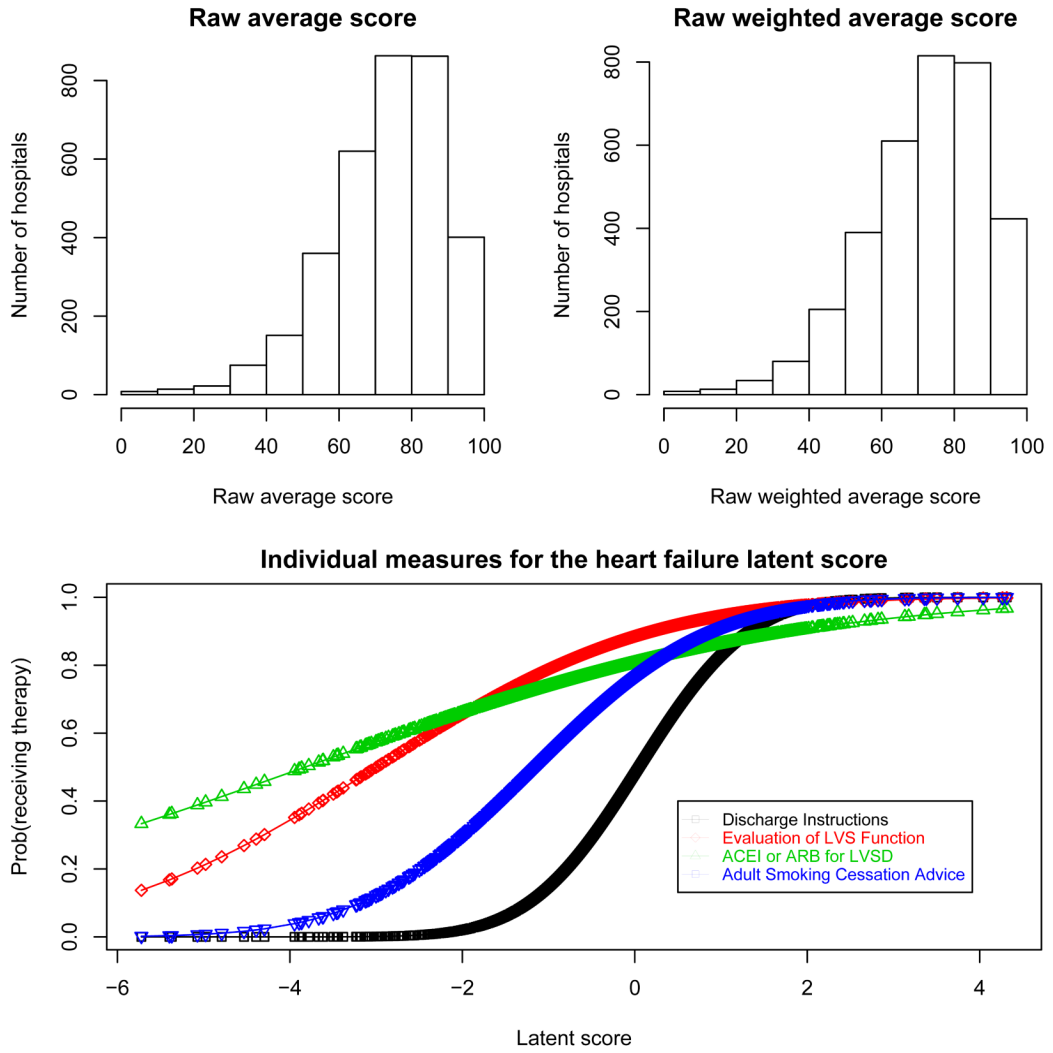 Raw average score
Number of hospitals
800
600
400
200
0
0 20 40 60 80 100
Raw average score
Raw weighted average score
Number of hospitals
800
600
400
200
0
0 20 40 60 80 100
Raw weighted average score
Individual measures for the heart failure latent score
Prob(receiving therapy)
1.0
0.8
0.6
0.4
0.2
0.0
Discharge Instructions
Evaluation of LVS Function
ACEI or ARB for LVSD
Adult Smoking Cessation Advice
−6 −4 −2 0 2 4
Latent score